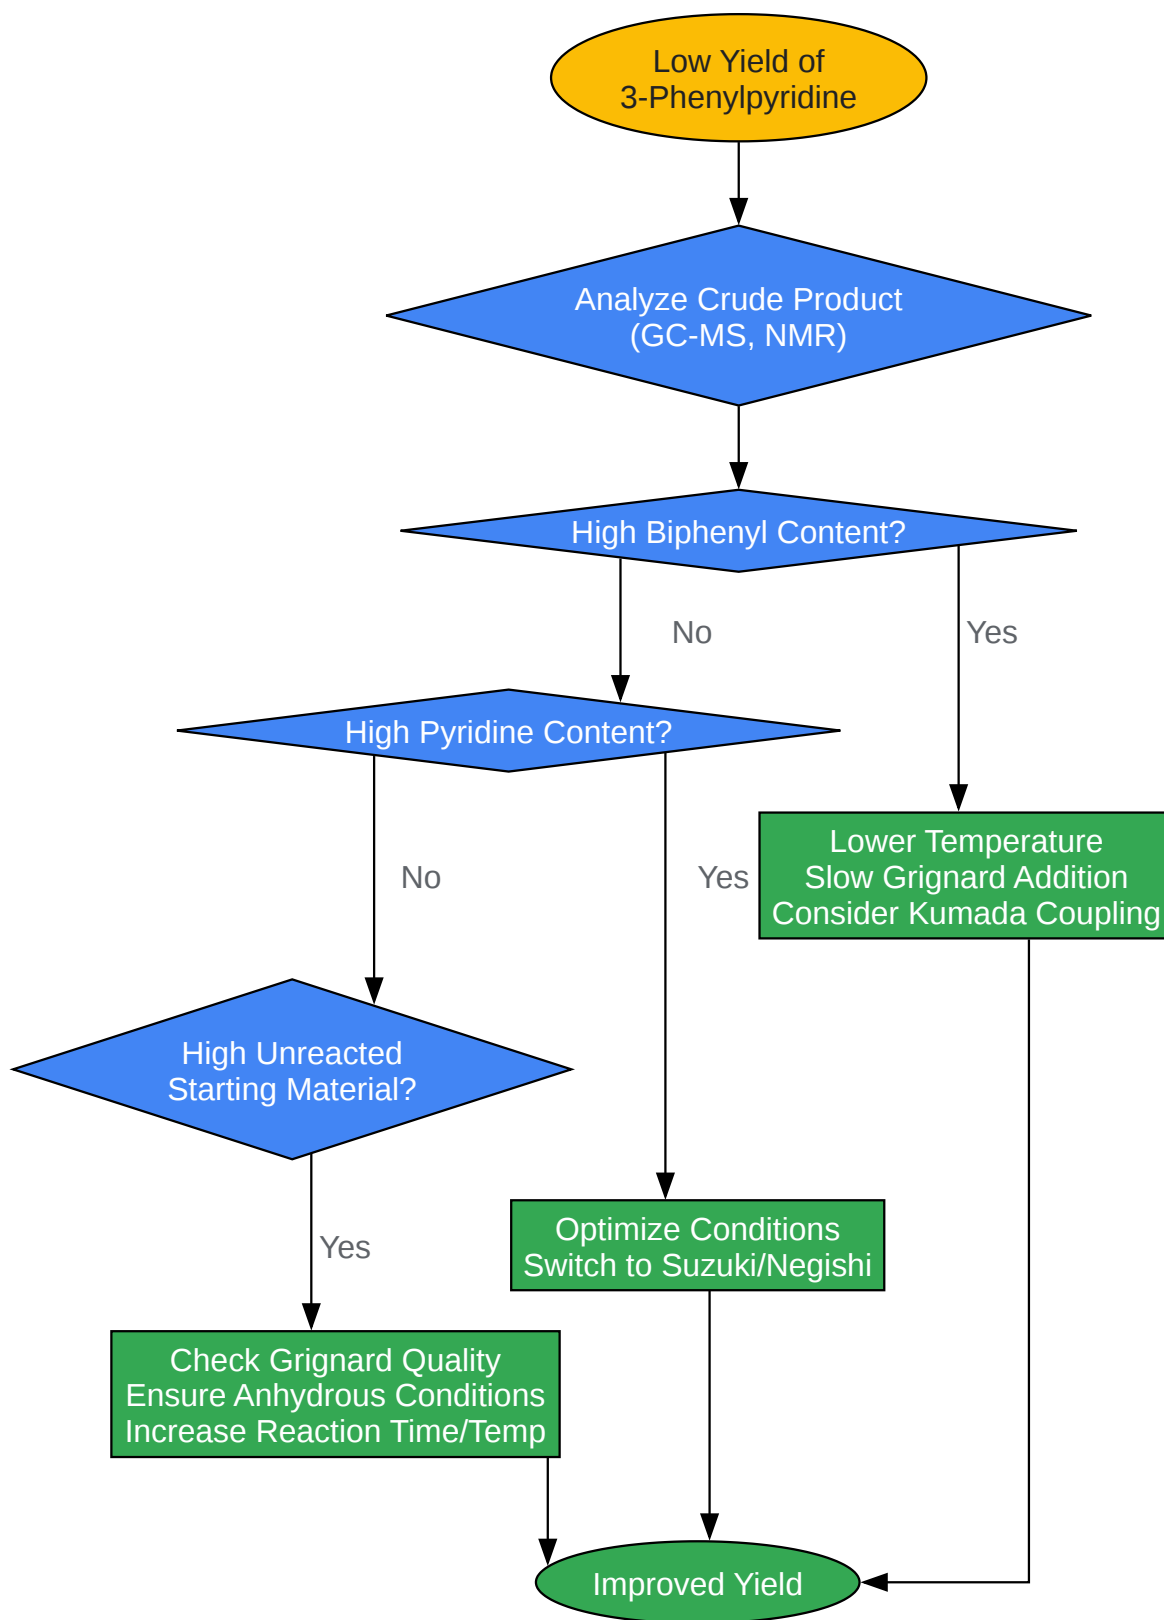 Low Yield of
3-Phenylpyridine
Analyze Crude Product
(GC-MS, NMR)
High Biphenyl Content?
No
Yes
High Pyridine Content?
Lower Temperature
Slow Grignard Addition
Consider Kumada Coupling
No
Yes
High Unreacted
Starting Material?
Optimize Conditions
Switch to Suzuki/Negishi
Yes
Check Grignard Quality
Ensure Anhydrous Conditions
Increase Reaction Time/Temp
Improved Yield